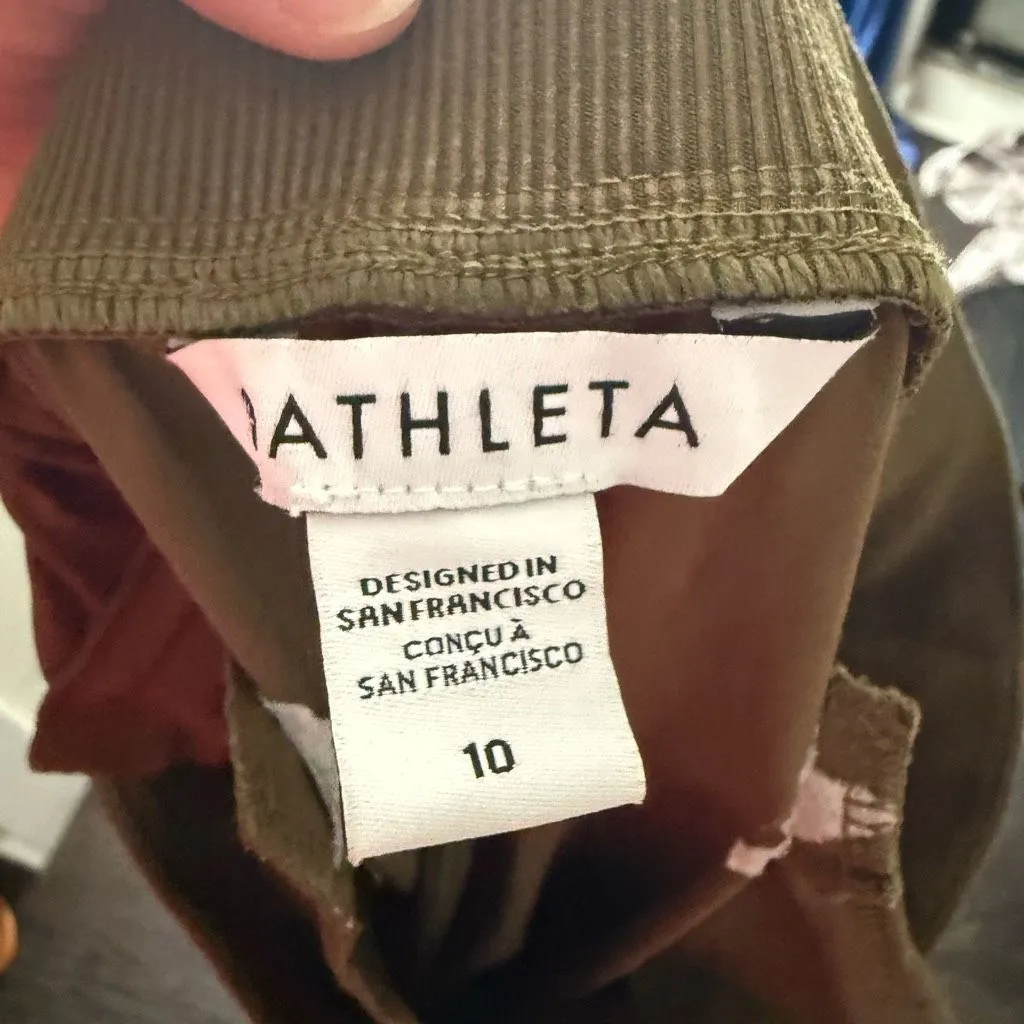 ATHLETA
DESIGNED IN
SAN FRANCISCO
CONÇU À
SAN FRANCISCO
10